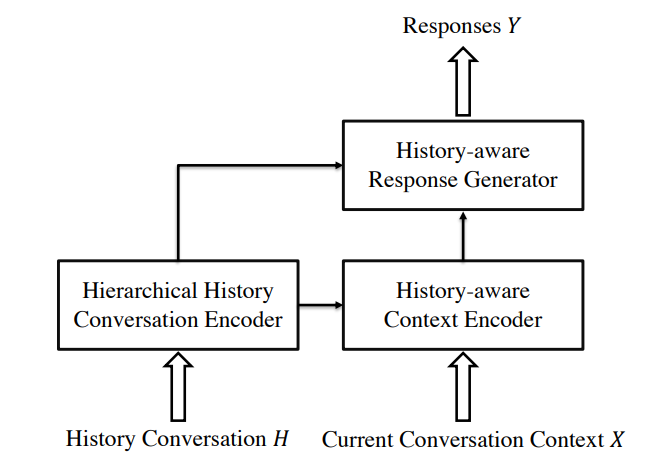 Responses Y
History-aware
Response Generator
Hierarchical History
Conversation Encoder
History-aware
Context Encoder
History Conversation H
Current Conversation Context X